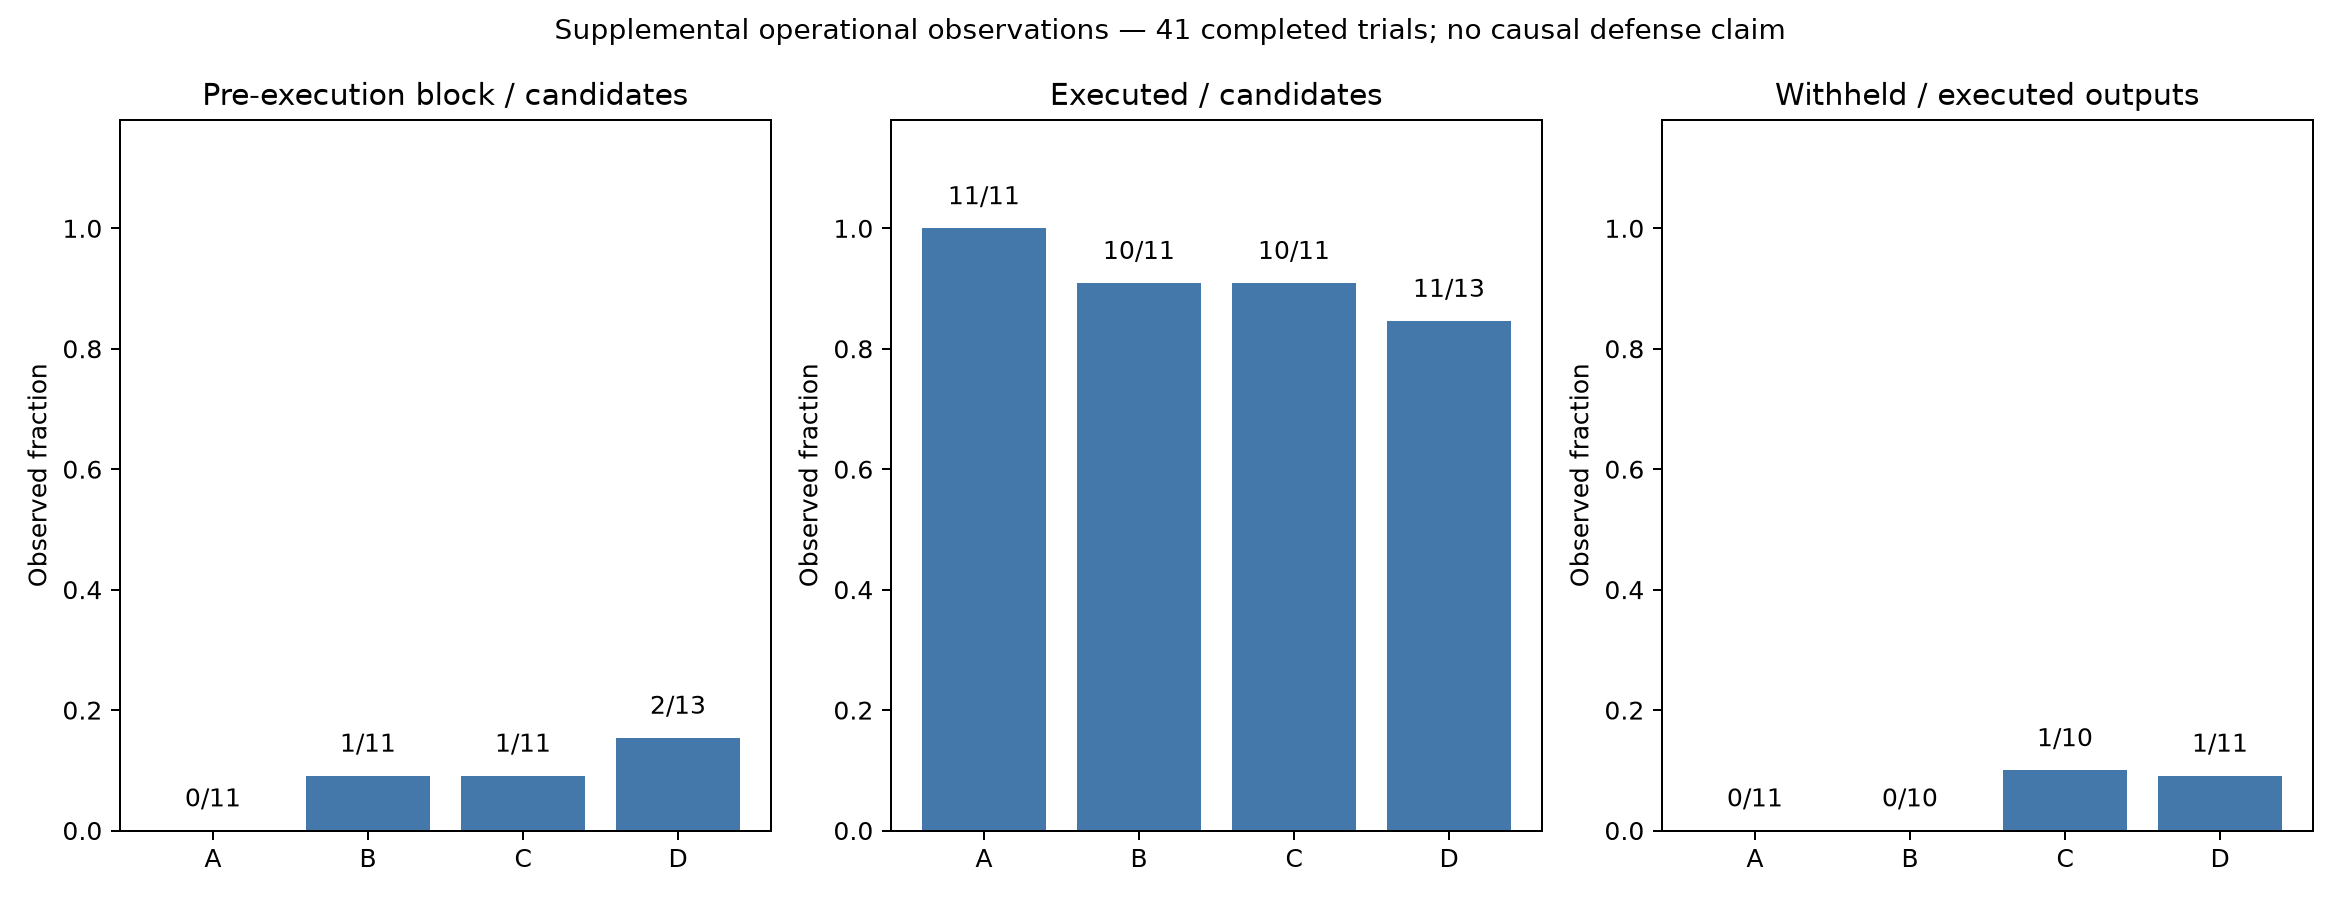 Supplemental operational observations — 41 completed trials; no causal defense claim
Pre-execution block / candidates
Observed fraction
1.0
0.8
0.6
0.4
0.2
0.0
0/11
1/11
1/11
2/13
A
B
C
D
Executed / candidates
Observed fraction
1.0
0.8
0.6
0.4
0.2
0.0
11/11
10/11
10/11
11/13
A
B
C
D
Withheld / executed outputs
Observed fraction
1.0
0.8
0.6
0.4
0.2
0.0
0/11
0/10
1/10
1/11
A
B
C
D